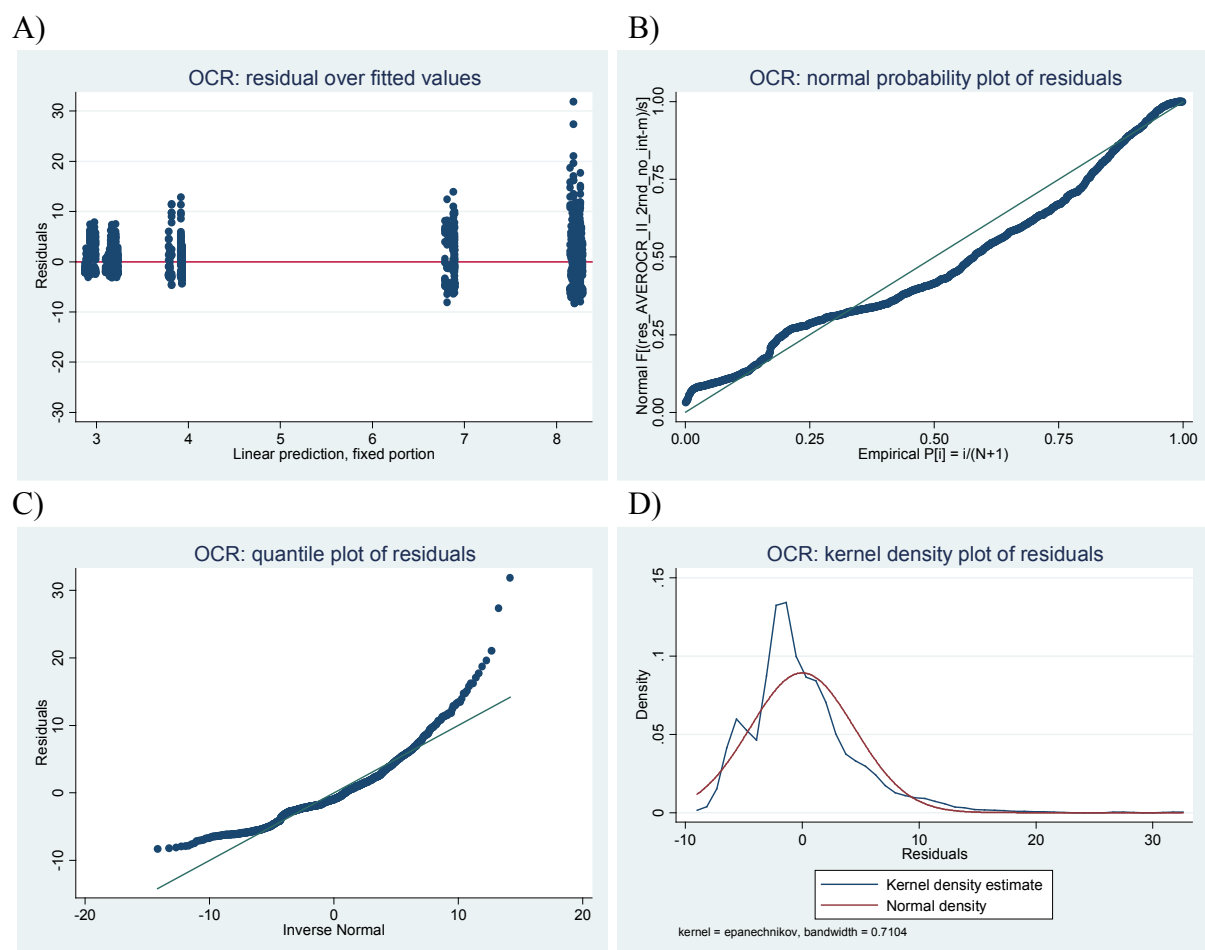 A)
OCR: residual over fitted values
Residuals
30
20
10
0
-10
-20
-30
3 4 5 6 7 8
Linear prediction, fixed portion
B)
OCR: normal probability plot of residuals
Normal F[(res_AVEROCR_II_2nd_no_int-m)/s]
1.00
0.75
0.50
0.25
0.00
0.00 0.25 0.50 0.75 1.00
Empirical P[i] = i/(N+1)
C)
OCR: quantile plot of residuals
Residuals
30
20
10
0
-10
-20 -10 0 10 20
Inverse Normal
D)
OCR: kernel density plot of residuals
Density
.15
.1
.05
0
-10 0 10 20 30
Residuals
Kernel density estimate
Normal density
kernel = epanechnikov, bandwidth = 0.7104